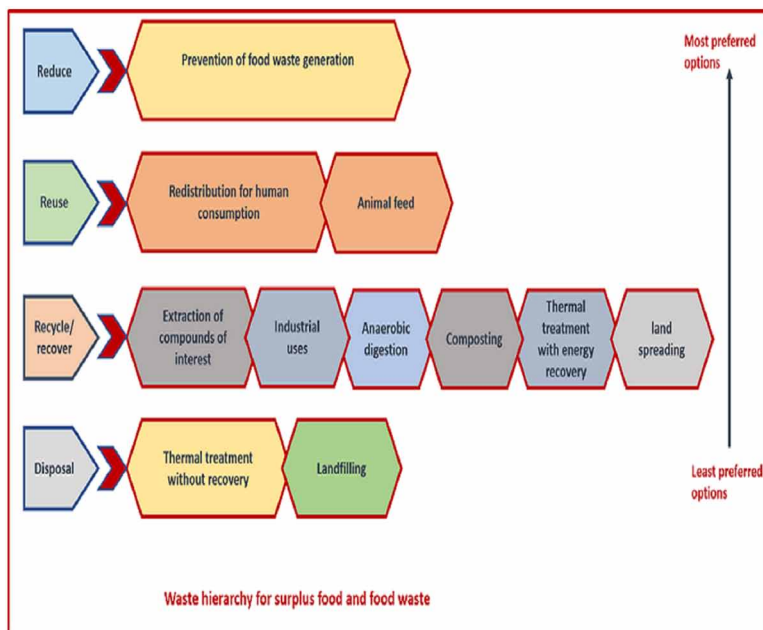 Reduce
Prevention of food waste generation
Most preferred
options
Reuse
Redistribution for human
consumption
Animal feed
Recycle/
recover
Extraction of
compounds of
interest
Industrial
uses
Anaerobic
digestion
Composting
Thermal
treatment
with energy
recovery
land
spreading
Disposal
Thermal treatment
without recovery
Landfilling
Least preferred
options
Waste hierarchy for surplus food and food waste